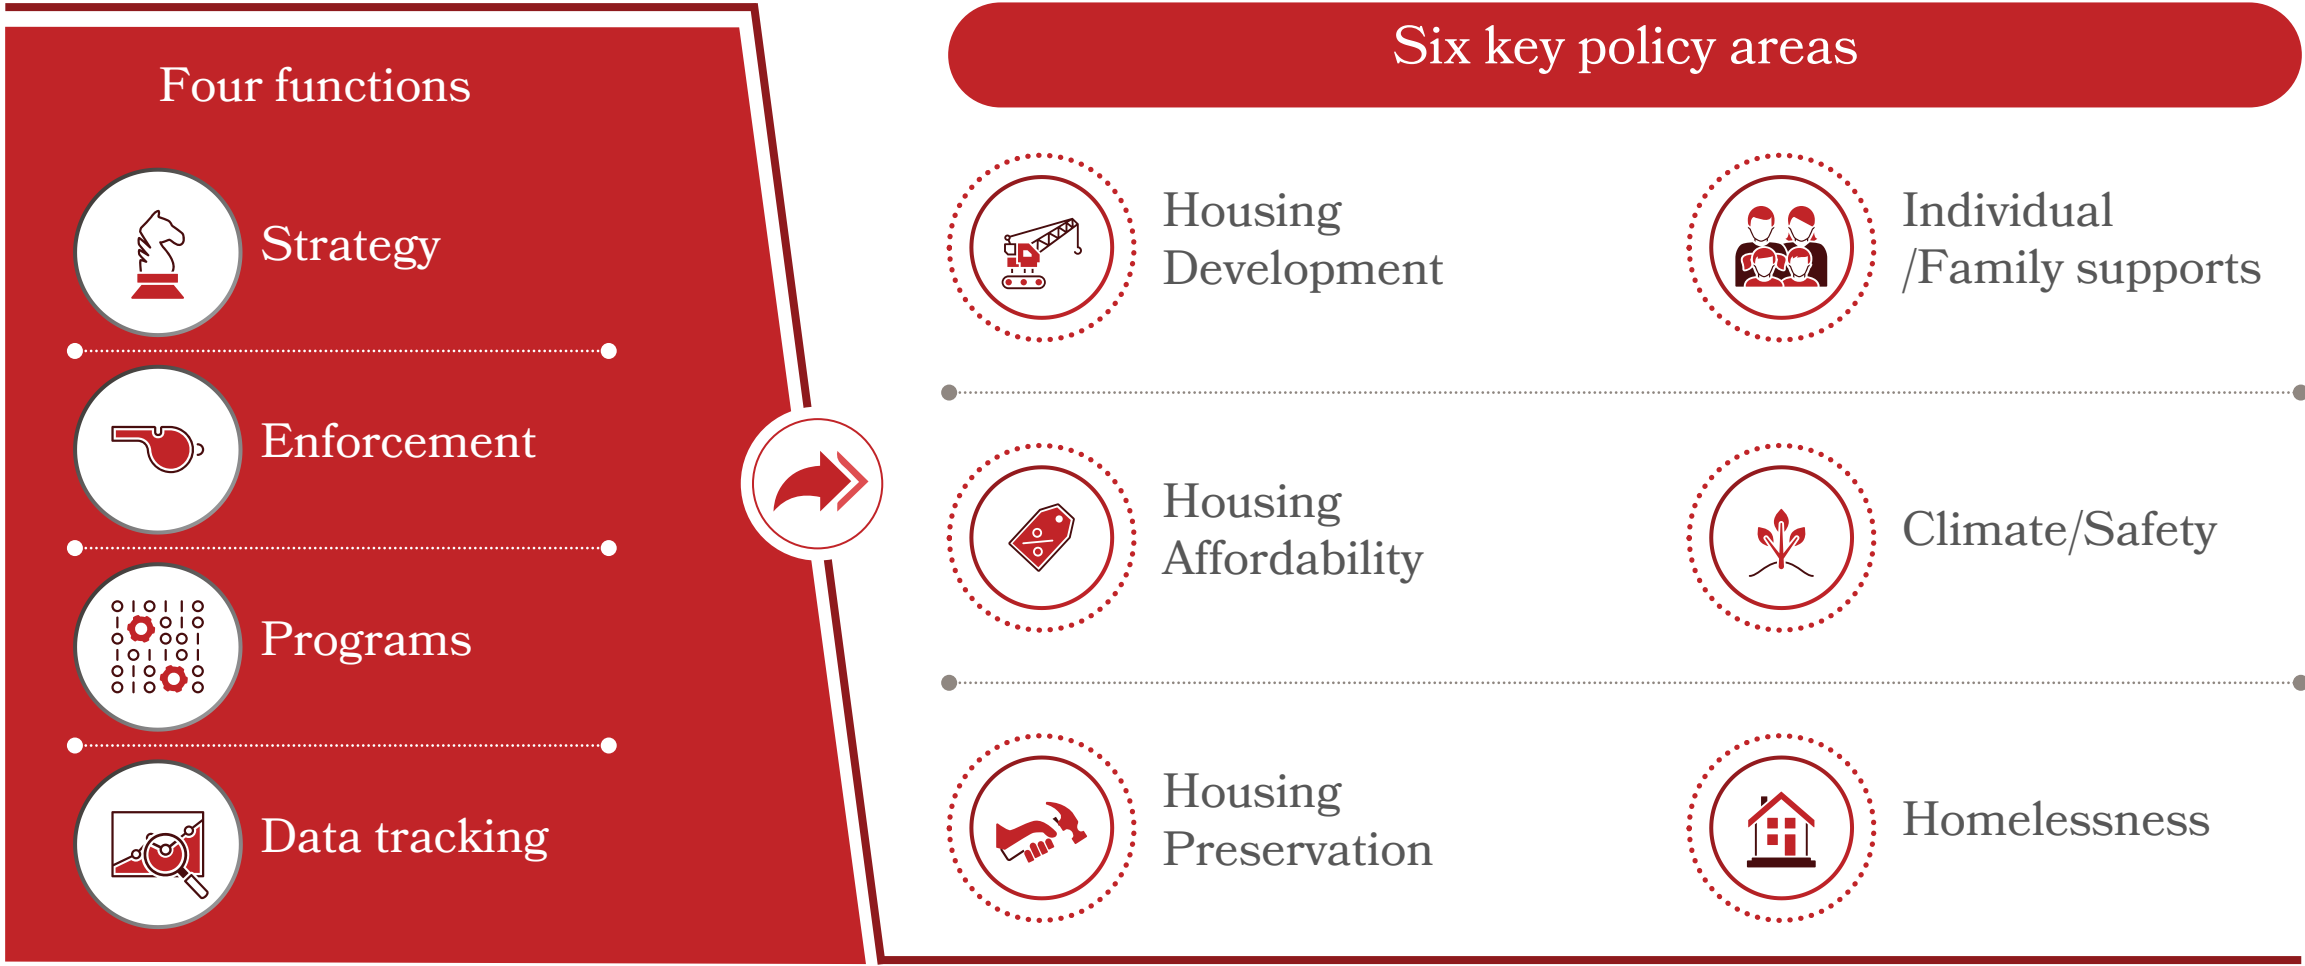 Four functions
Strategy
Enforcement
Programs
Data tracking
Six key policy areas
Housing
Development
Individual
/Family supports
Housing
Affordability
Climate/Safety
Housing
Preservation
Homelessness